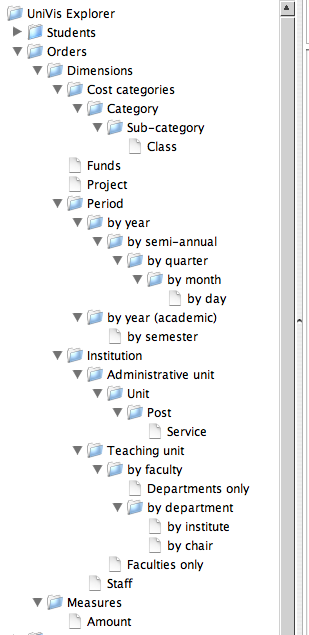 UniVis Explorer
Students
Orders
Dimensions
Cost categories
Category
Sub-category
Class
Funds
Project
Period
by year
by semi-annual
by quarter
by month
by day
by year (academic)
by semester
Institution
Administrative unit
Unit
Post
Service
Teaching unit
by faculty
Departments only
by department
by institute
by chair
Faculties only
Staff
Measures
Amount